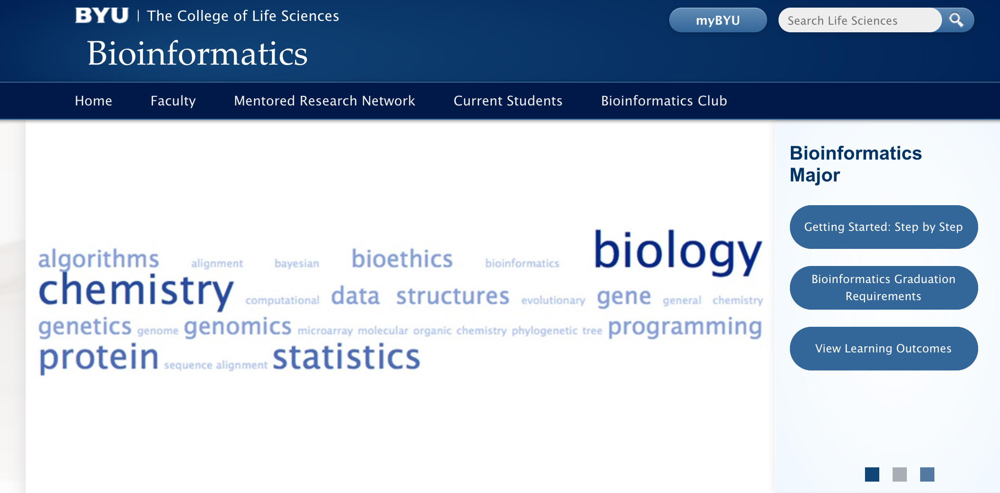 BYU | The College of Life Sciences
myBYU
Search Life Sciences
Bioinformatics
Home Faculty Mentored Research Network Current Students Bioinformatics Club
algorithms alignment bayesian bioethics bioinformatics biology
chemistry computational data structures evolutionary gene general chemistry
genetics genome genomics microarray molecular organic chemistry phylogenetic tree programming
protein sequence alignment statistics
Bioinformatics
Major
Getting Started: Step by Step
Bioinformatics Graduation
Requirements
View Learning Outcomes